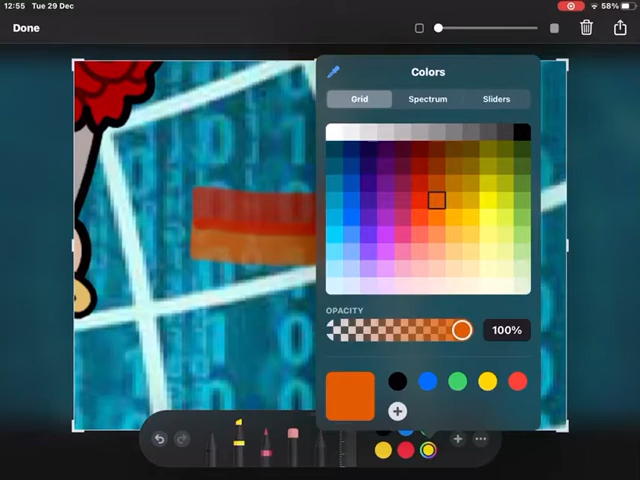 12:55 Tue 29 Dec
58%
Done
Colors
Grid Spectrum Sliders
OPACITY
100%